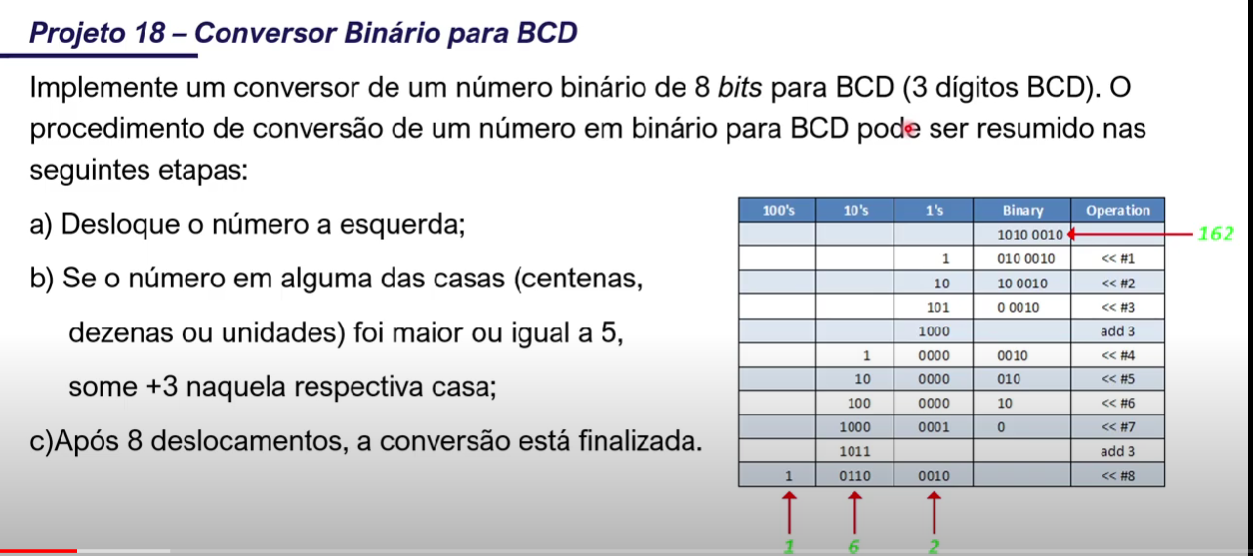 Projeto 18 – Conversor Binário para BCD
Implemente um conversor de um número binário de 8 bits para BCD (3 dígitos BCD). O
procedimento de conversão de um número em binário para BCD pode ser resumido nas
seguintes etapas:
a) Desloque o número a esquerda;
b) Se o número em alguma das casas (centenas,
dezenas ou unidades) foi maior ou igual a 5,
some +3 naquela respectiva casa;
c)Após 8 deslocamentos, a conversão está finalizada.
100's 10's 1's Binary Operation
1010 0010 162
1 010 0010 << #1
10 10 0010 << #2
101 0 0010 << #3
1000 add 3
1 0000 0010 << #4
10 0000 010 << #5
100 0000 10 << #6
1000 0001 0 << #7
1011 add 3
1 0110 0010 << #8
1 6 2